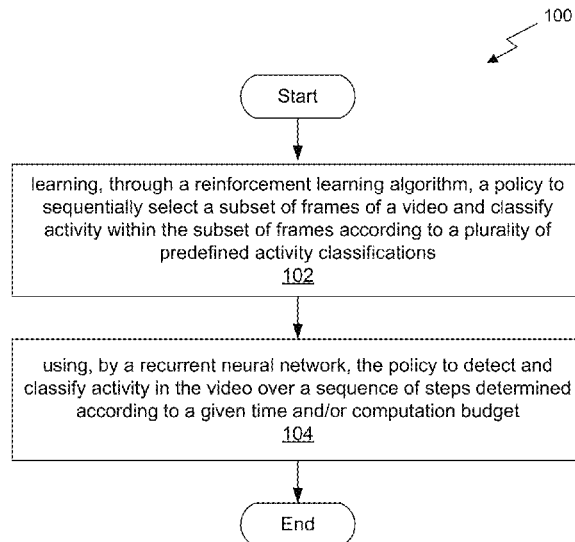 100
Start
learning, through a reinforcement learning algorithm, a policy to
sequentially select a subset of frames of a video and classify
activity within the subset of frames according to a plurality of
predefined activity classifications
102
using, by a recurrent neural network, the policy to detect and
classify activity in the video over a sequence of steps determined
according to a given time and/or computation budget
104
End